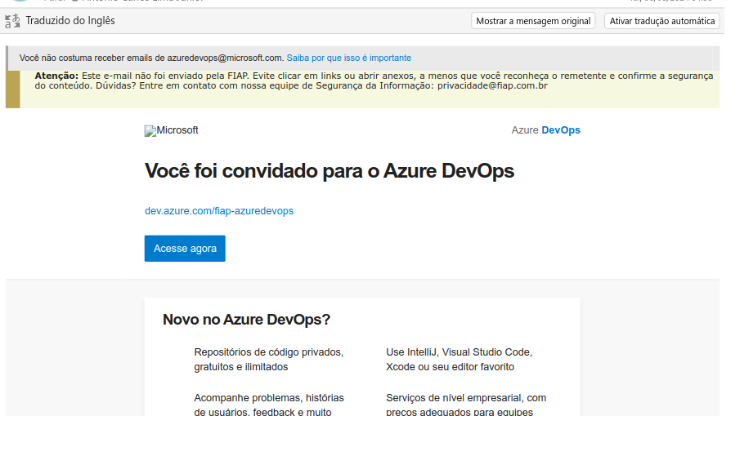 Traduzido do Inglês
Mostrar a mensagem original
Ativar tradução automática
Você não costuma receber emails de azuredevops@microsoft.com. Saiba por que isso é importante
Atenção: Este e-mail não foi enviado pela FIAP. Evite clicar em links ou abrir anexos, a menos que você reconheça o remetente e confirme a segurança
do conteúdo. Dúvidas? Entre em contato com nossa equipe de Segurança da Informação: privacidade@fiap.com.br
Microsoft
Azure DevOps
Você foi convidado para o Azure DevOps
dev.azure.com/fiap-azuredevops
Acesse agora
Novo no Azure DevOps?
Repositórios de código privados,
gratuitos e ilimitados
Use IntelliJ, Visual Studio Code,
Xcode ou seu editor favorito
Acompanhe problemas, histórias
de usuários, feedback e muito
Serviços de nível empresarial, com
preços adequados para equipes